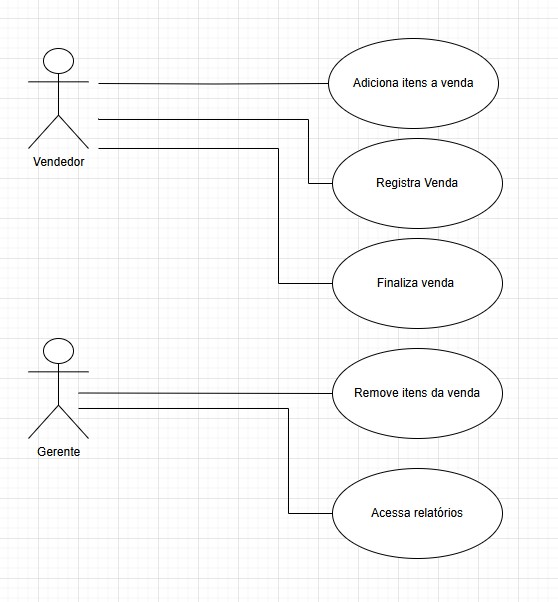 Adiciona itens a venda
Vendedor
Registra Venda
Finaliza venda
Remove itens da venda
Gerente
Acessa relatórios